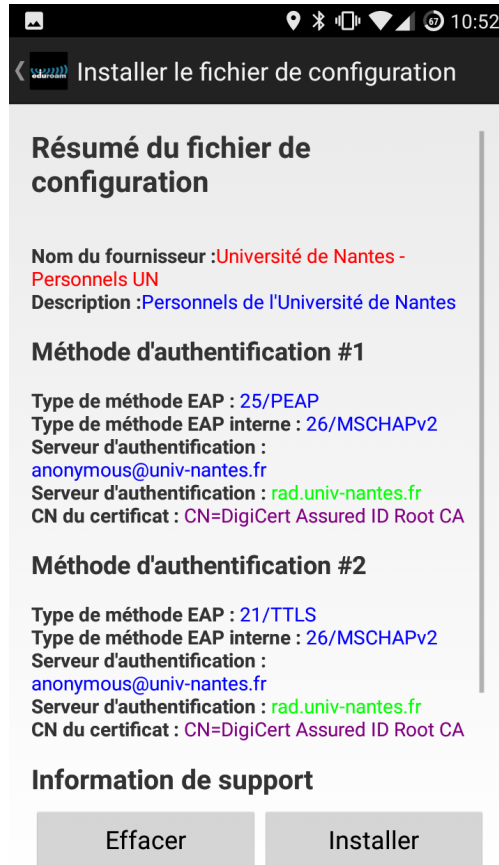 67 10:52
eduroam Installer le fichier de configuration
Résumé du fichier de
configuration
Nom du fournisseur :Université de Nantes -
Personnels UN
Description :Personnels de l'Université de Nantes
Méthode d'authentification #1
Type de méthode EAP : 25/PEAP
Type de méthode EAP interne : 26/MSCHAPv2
Serveur d'authentification :
anonymous@univ-nantes.fr
Serveur d'authentification : rad.univ-nantes.fr
CN du certificat : CN=DigiCert Assured ID Root CA
Méthode d'authentification #2
Type de méthode EAP : 21/TTLS
Type de méthode EAP interne : 26/MSCHAPv2
Serveur d'authentification :
anonymous@univ-nantes.fr
Serveur d'authentification : rad.univ-nantes.fr
CN du certificat : CN=DigiCert Assured ID Root CA
Information de support
Effacer Installer